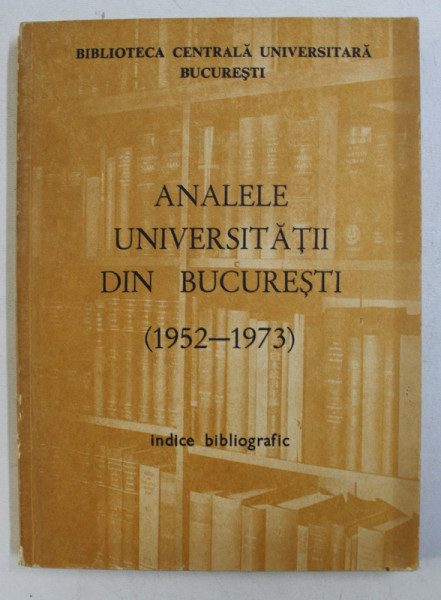 BIBLIOTECA CENTRALĂ UNIVERSITARĂ
BUCUREȘTI
ANALELE
UNIVERSITĂȚII
DIN BUCUREȘTI
(1952—1973)
indice bibliografic